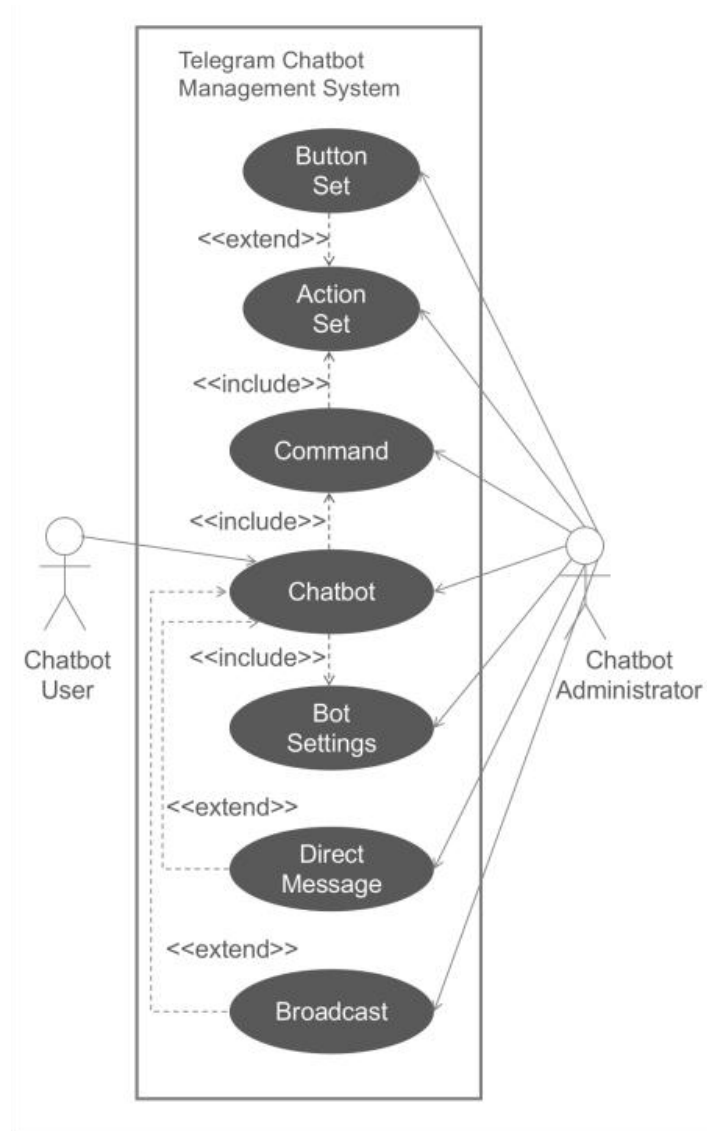 Telegram Chatbot
Management System
Button
Set
<<extend>>
Action
Set
<<include>>
Command
<<include>>
Chatbot
<<include>>
Chatbot
User
Chatbot
Administrator
Bot
Settings
<<extend>>
Direct
Message
<<extend>>
Broadcast